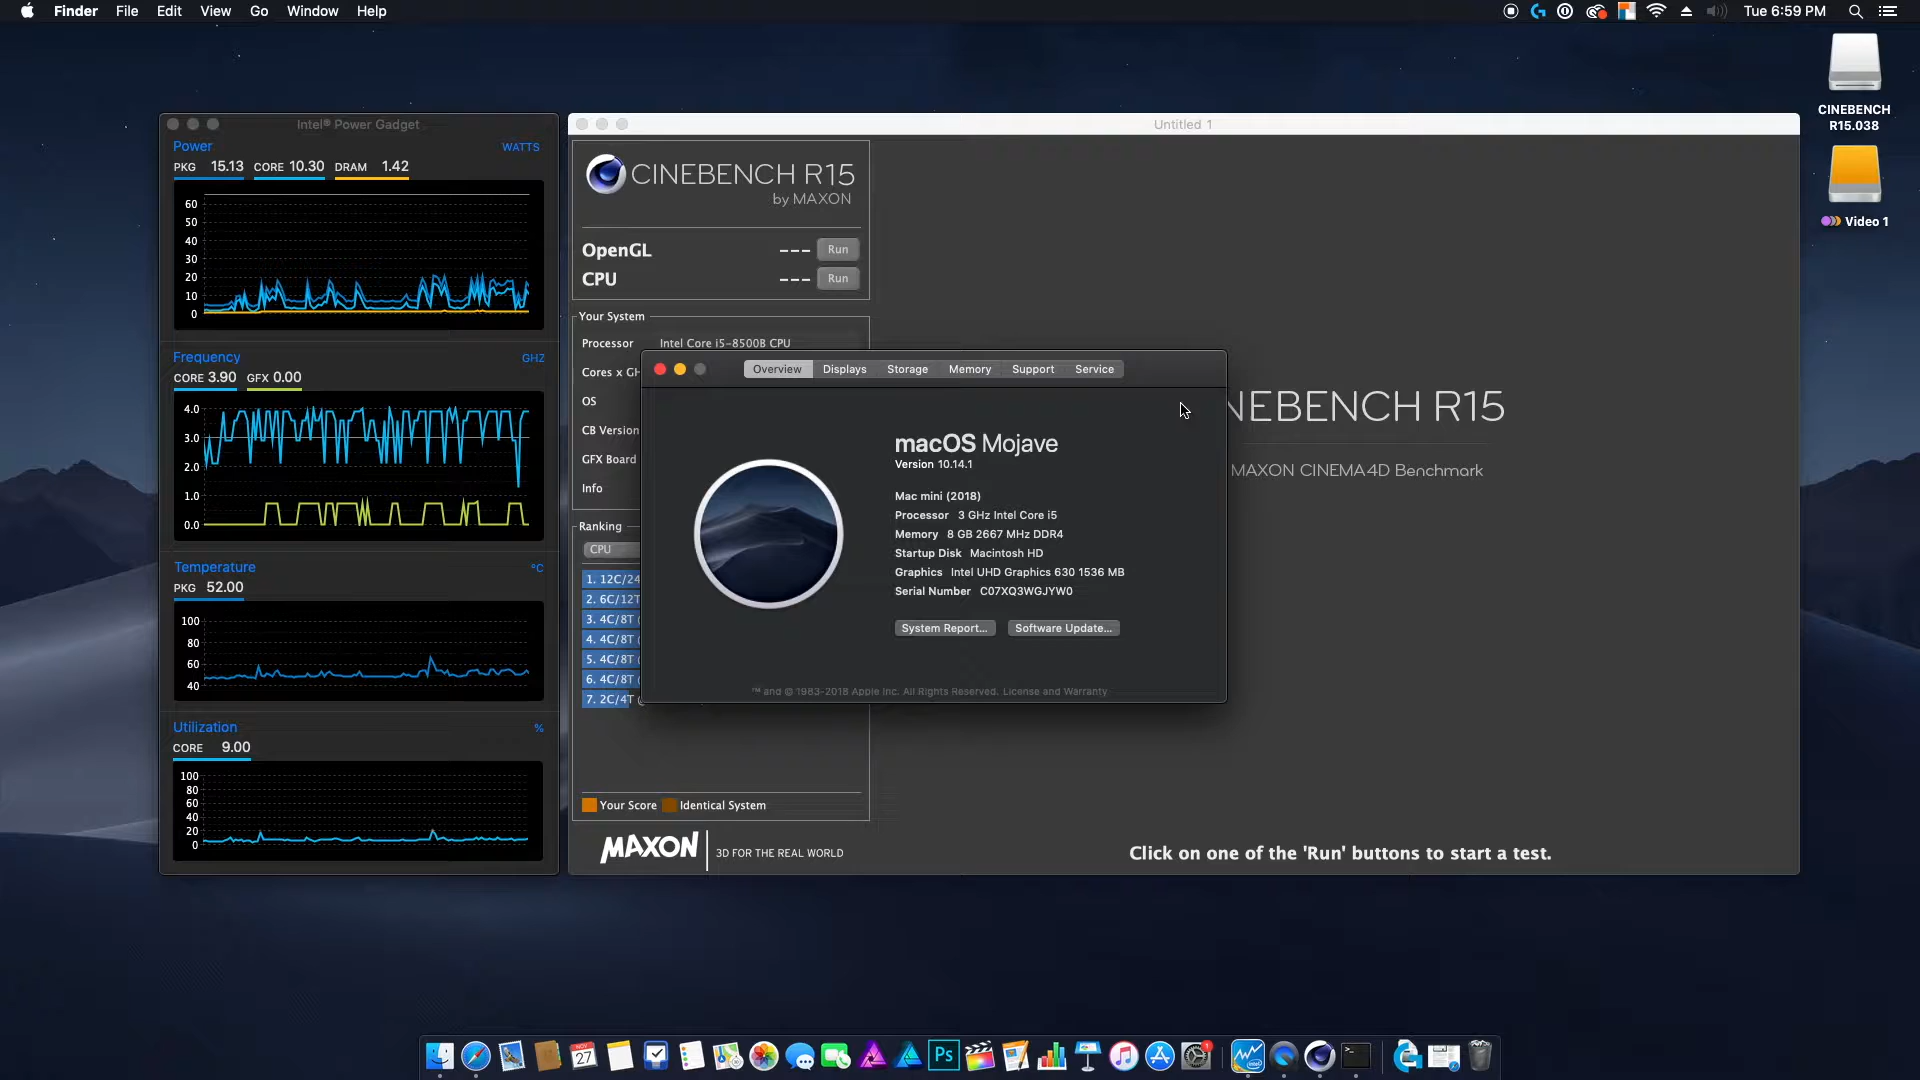 Finder File Edit View Go Window Help
Tue 6:59 PM
CINEBENCH
R15.038
Video 1
Intel® Power Gadget
Power WATTS
PKG 15.13 CORE 10.30 DRAM 1.42
60
50
40
30
20
10
0
Frequency GHZ
CORE 3.90 GFX 0.00
4.0
3.0
2.0
1.0
0.0
Temperature °C
PKG 52.00
100
80
60
40
Utilization %
CORE 9.00
100
80
60
40
20
0
Untitled 1
CINEBENCH R15
by MAXON
OpenGL --- Run
CPU --- Run
Your System
Processor Intel Core i5-8500B CPU
Cores x GH
OS
CB Version
GFX Board
Info
Ranking
CPU
1. 12C/24
2. 6C/12T
3. 4C/8T
4. 4C/8T
5. 4C/8T
6. 4C/8T
7. 2C/4T
Your Score Identical System
MAXON 3D FOR THE REAL WORLD
NEBENCH R15
MAXON CINEMA4D Benchmark
Click on one of the 'Run' buttons to start a test.
Overview Displays Storage Memory Support Service
macOS Mojave
Version 10.14.1
Mac mini (2018)
Processor 3 GHz Intel Core i5
Memory 8 GB 2667 MHz DDR4
Startup Disk Macintosh HD
Graphics Intel UHD Graphics 630 1536 MB
Serial Number C07XQ3WGJYW0
System Report... Software Update...
™ and © 1983-2018 Apple Inc. All Rights Reserved. License and Warranty
NOV
27
Ps
1